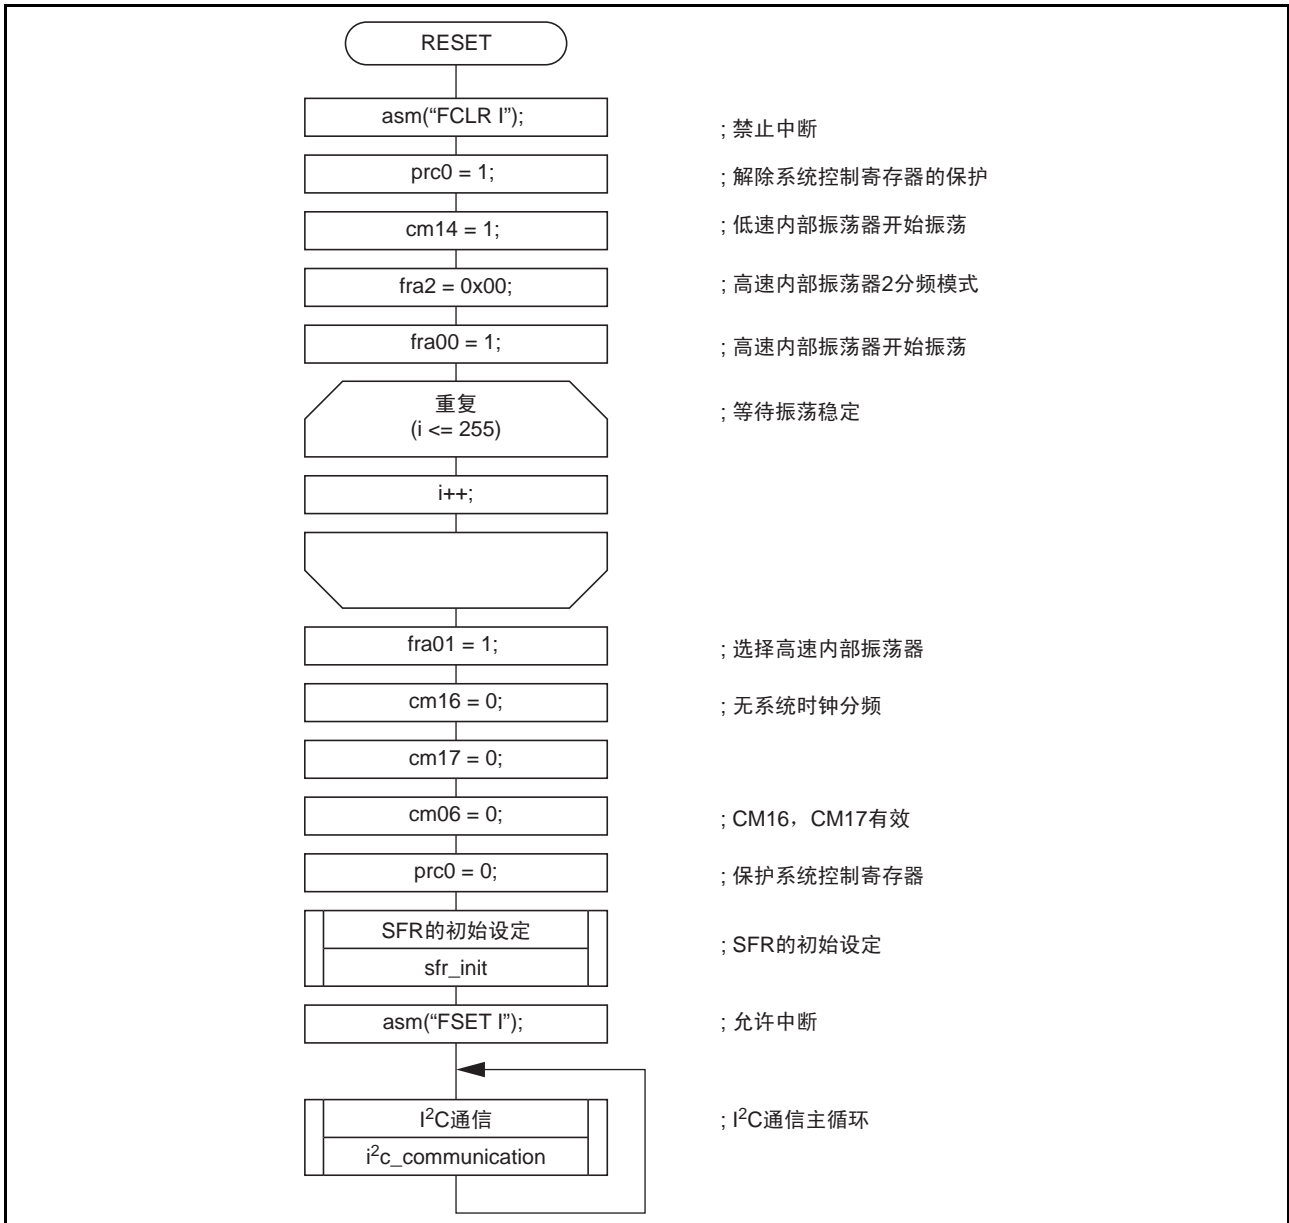 RESET
asm(“FCLR I”);
; 禁止中断
prc0 = 1;
; 解除系统控制寄存器的保护
cm14 = 1;
; 低速内部振荡器开始振荡
fra2 = 0x00;
; 高速内部振荡器2分频模式
fra00 = 1;
; 高速内部振荡器开始振荡
重复
(i <= 255)
; 等待振荡稳定
i++;
fra01 = 1;
; 选择高速内部振荡器
cm16 = 0;
; 无系统时钟分频
cm17 = 0;
cm06 = 0;
; CM16，CM17有效
prc0 = 0;
; 保护系统控制寄存器
SFR的初始设定
sfr_init
; SFR的初始设定
asm(“FSET I”);
; 允许中断
I²C通信
i²c_communication
; I²C通信主循环